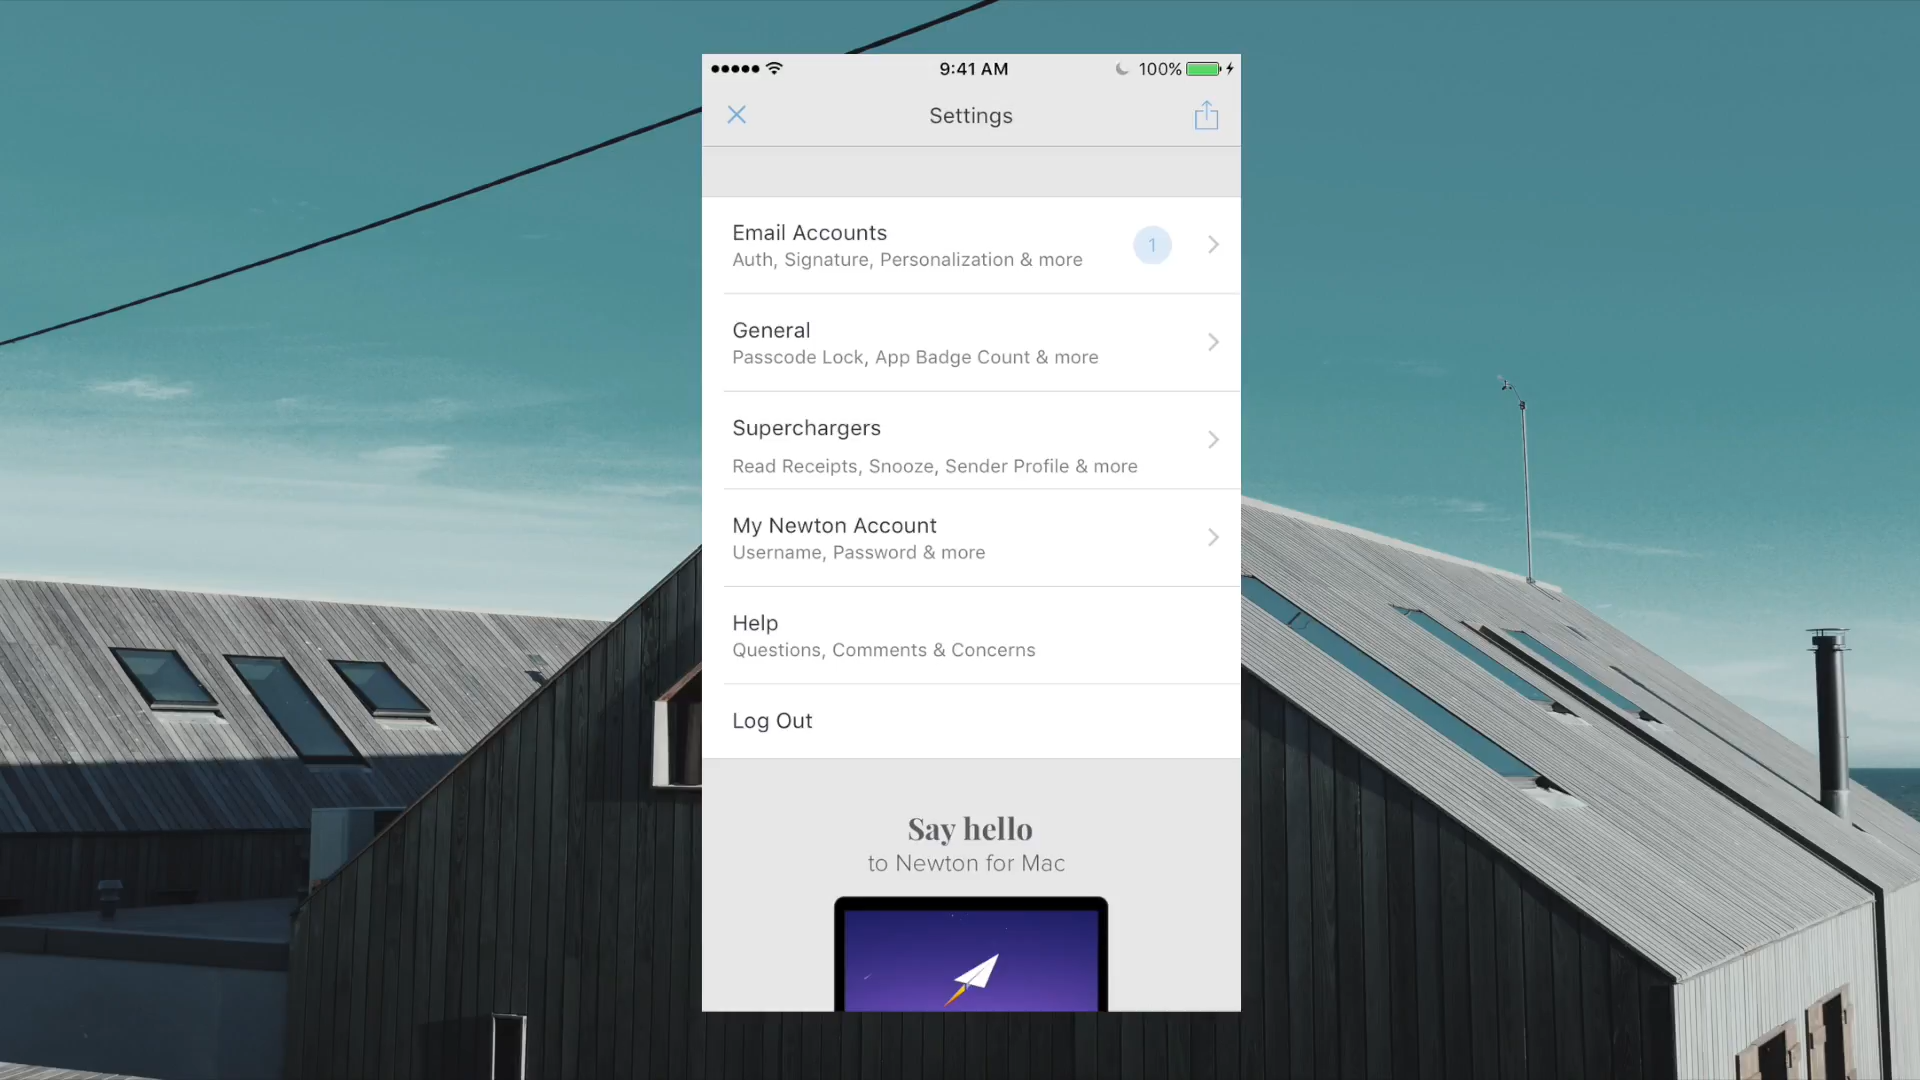 9:41 AM
100%
Settings
Email Accounts
Auth, Signature, Personalization & more
1
General
Passcode Lock, App Badge Count & more
Superchargers
Read Receipts, Snooze, Sender Profile & more
My Newton Account
Username, Password & more
Help
Questions, Comments & Concerns
Log Out
Say hello
to Newton for Mac